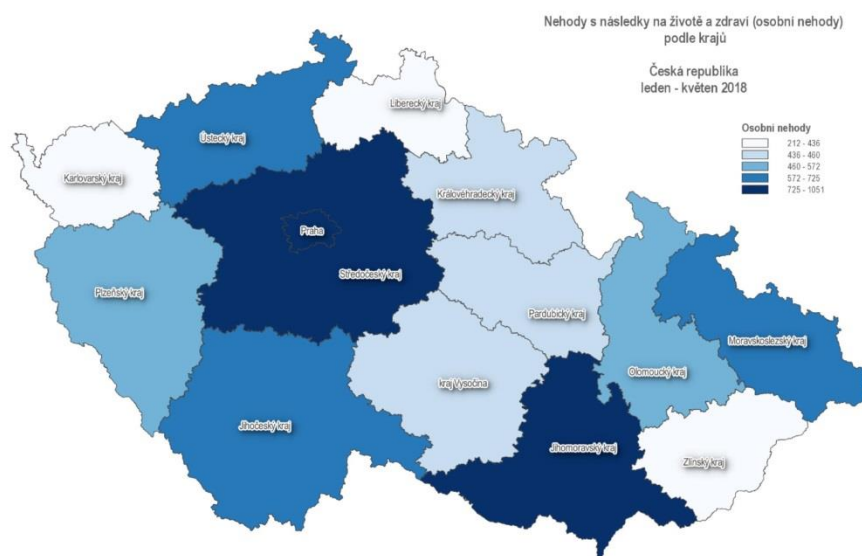 Nehody s následky na životě a zdraví (osobní nehody)
podle krajů
Česká republika
leden - květen 2018
Osobní nehody
212 - 436
436 - 460
460 - 572
572 - 725
725 - 1051
Liberecký kraj
Ústecký kraj
Karlovarský kraj
Královéhradecký kraj
Praha
Středočeský kraj
Plzeňský kraj
Pardubický kraj
Moravskoslezský kraj
Olomoucký kraj
kraj Vysočina
Jihočeský kraj
Jihomoravský kraj
Zlínský kraj